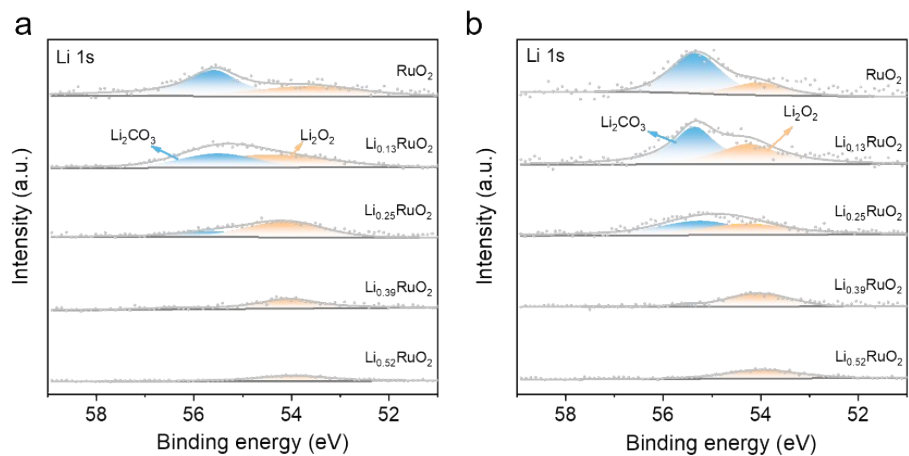 a
Li 1s
RuO₂
Li₂CO₃
Li₂O₂
Li₀.₁₃RuO₂
Li₀.₂₅RuO₂
Li₀.₃₉RuO₂
Li₀.₅₂RuO₂
Intensity (a.u.)
58 56 54 52
Binding energy (eV)
b
Li 1s
RuO₂
Li₂CO₃
Li₂O₂
Li₀.₁₃RuO₂
Li₀.₂₅RuO₂
Li₀.₃₉RuO₂
Li₀.₅₂RuO₂
Intensity (a.u.)
58 56 54 52
Binding energy (eV)